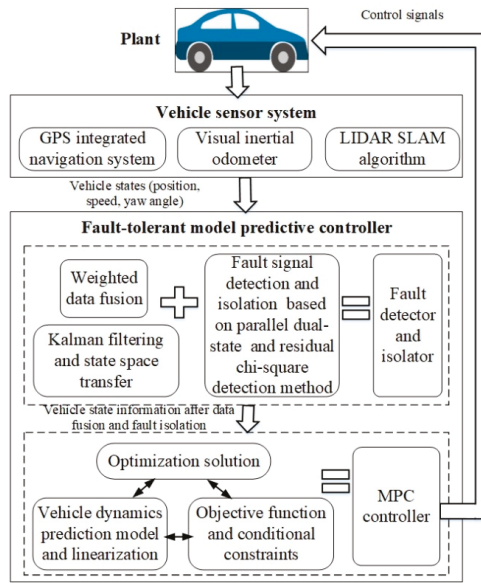 Control signals
Plant
Vehicle sensor system
GPS integrated
navigation system
Visual inertial
odometer
LIDAR SLAM
algorithm
Vehicle states (position,
speed, yaw angle)
Fault-tolerant model predictive controller
Weighted
data fusion
Kalman filtering
and state space
transfer
Fault signal
detection and
isolation based
on parallel dual-
state and residual
chi-square
detection method
Fault
detector
and
isolator
Vehicle state information after data
fusion and fault isolation
Optimization solution
Vehicle dynamics
prediction model
and linearization
Objective function
and conditional
constraints
MPC
controller